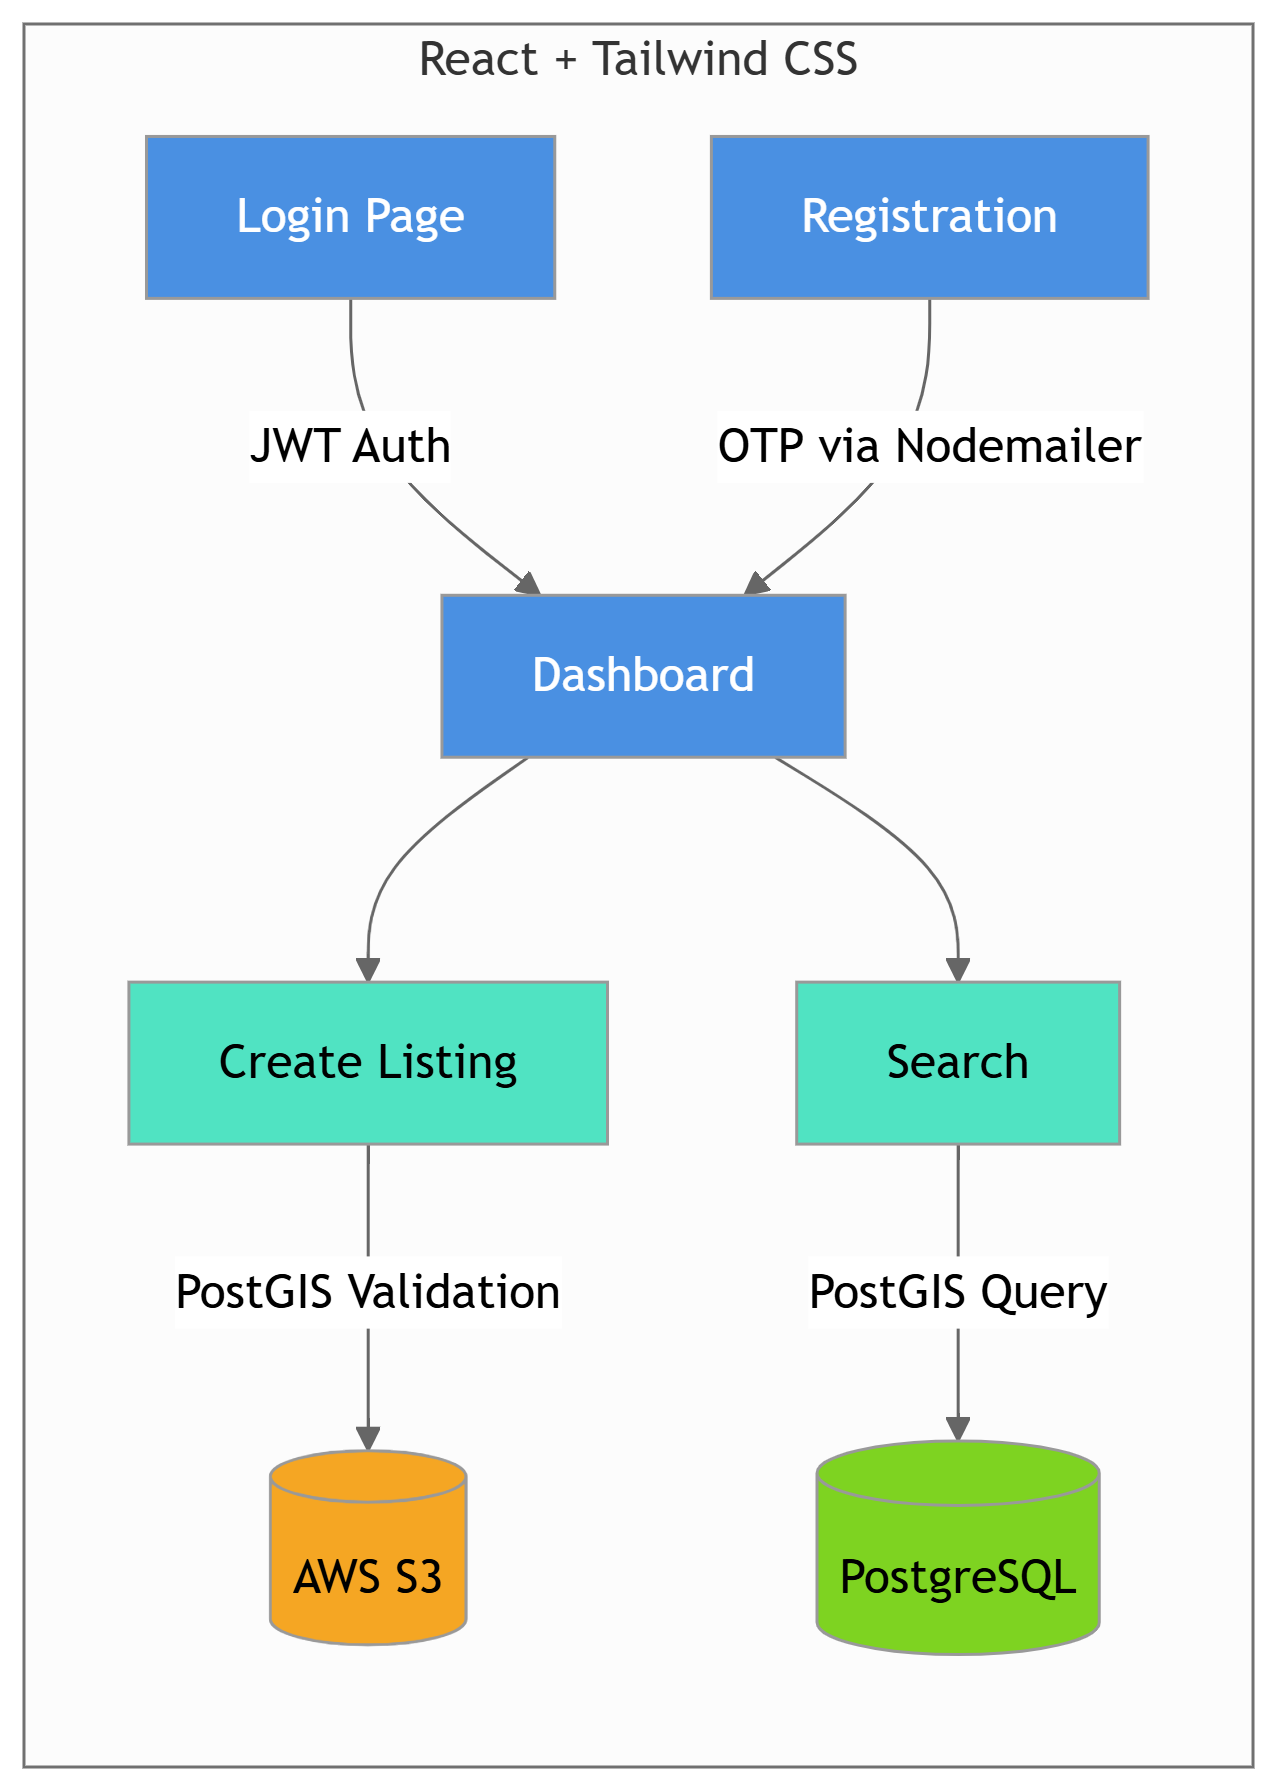 React + Tailwind CSS
Login Page
Registration
JWT Auth
OTP via Nodemailer
Dashboard
Create Listing
Search
PostGIS Validation
PostGIS Query
AWS S3
PostgreSQL